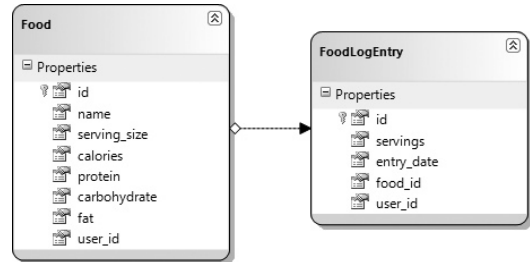 Food
Properties
id
name
serving_size
calories
protein
carbohydrate
fat
user_id
FoodLogEntry
Properties
id
servings
entry_date
food_id
user_id